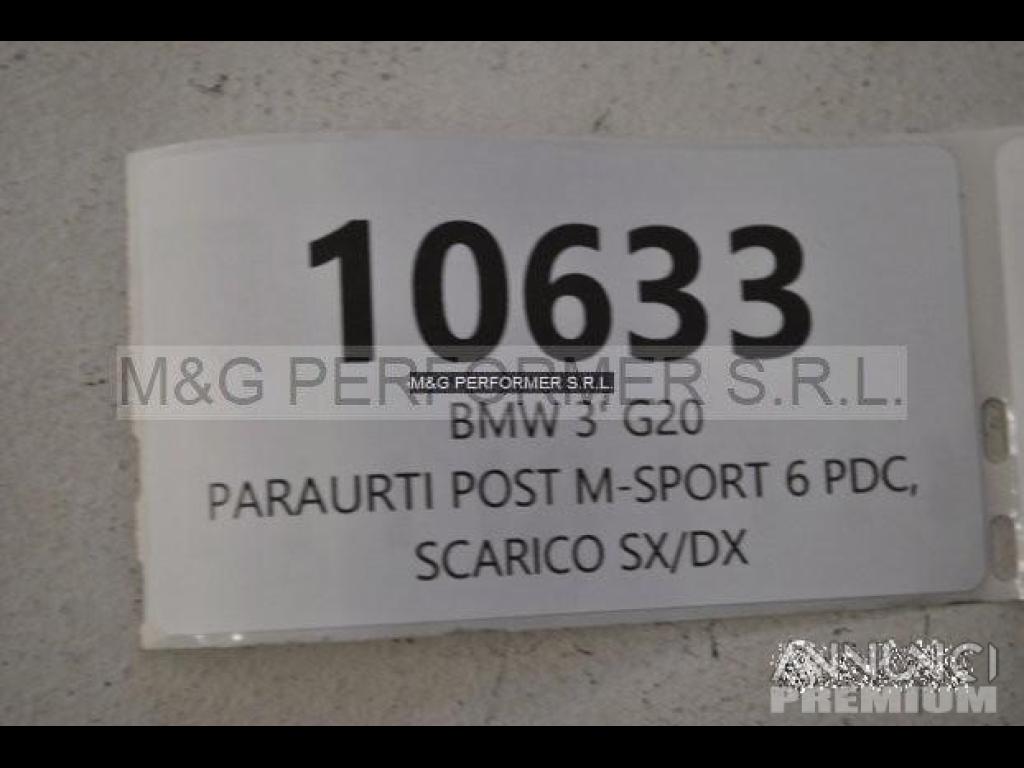 10633
M&G PERFORMER S.R.L.
M&G PERFORMER S.R.L.
BMW 3' G20
PARAURTI POST M-SPORT 6 PDC,
SCARICO SX/DX
ANNUNCI
PREMIUM